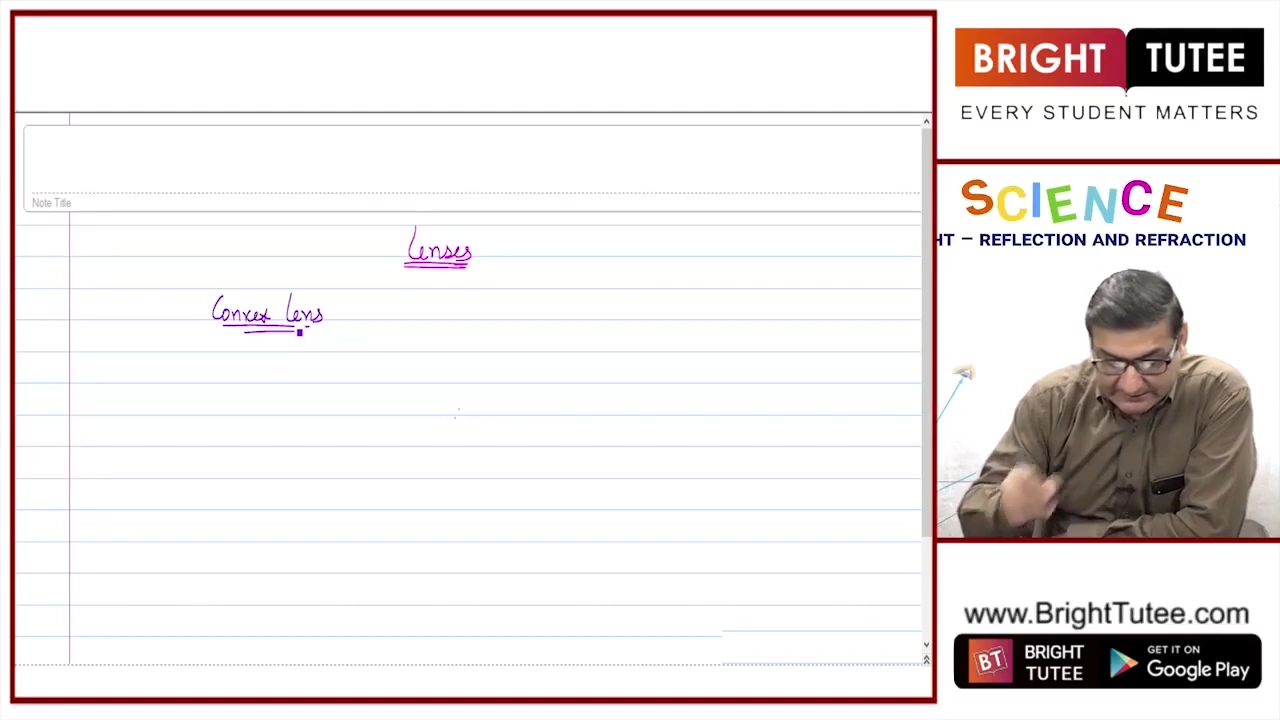 BRIGHT TUTEE
EVERY STUDENT MATTERS
SCIENCE
HT – REFLECTION AND REFRACTION
Note Title
Lenses
Convex Lens
www.BrightTutee.com
BT
BRIGHT
TUTEE
GET IT ON
Google Play